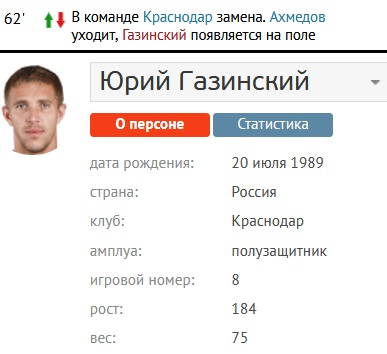 62' В команде Краснодар замена. Ахмедов
уходит, Газинский появляется на поле
Юрий Газинский
О персоне Статистика
дата рождения: 20 июля 1989
страна: Россия
клуб: Краснодар
амплуа: полузащитник
игровой номер: 8
рост: 184
вес: 75